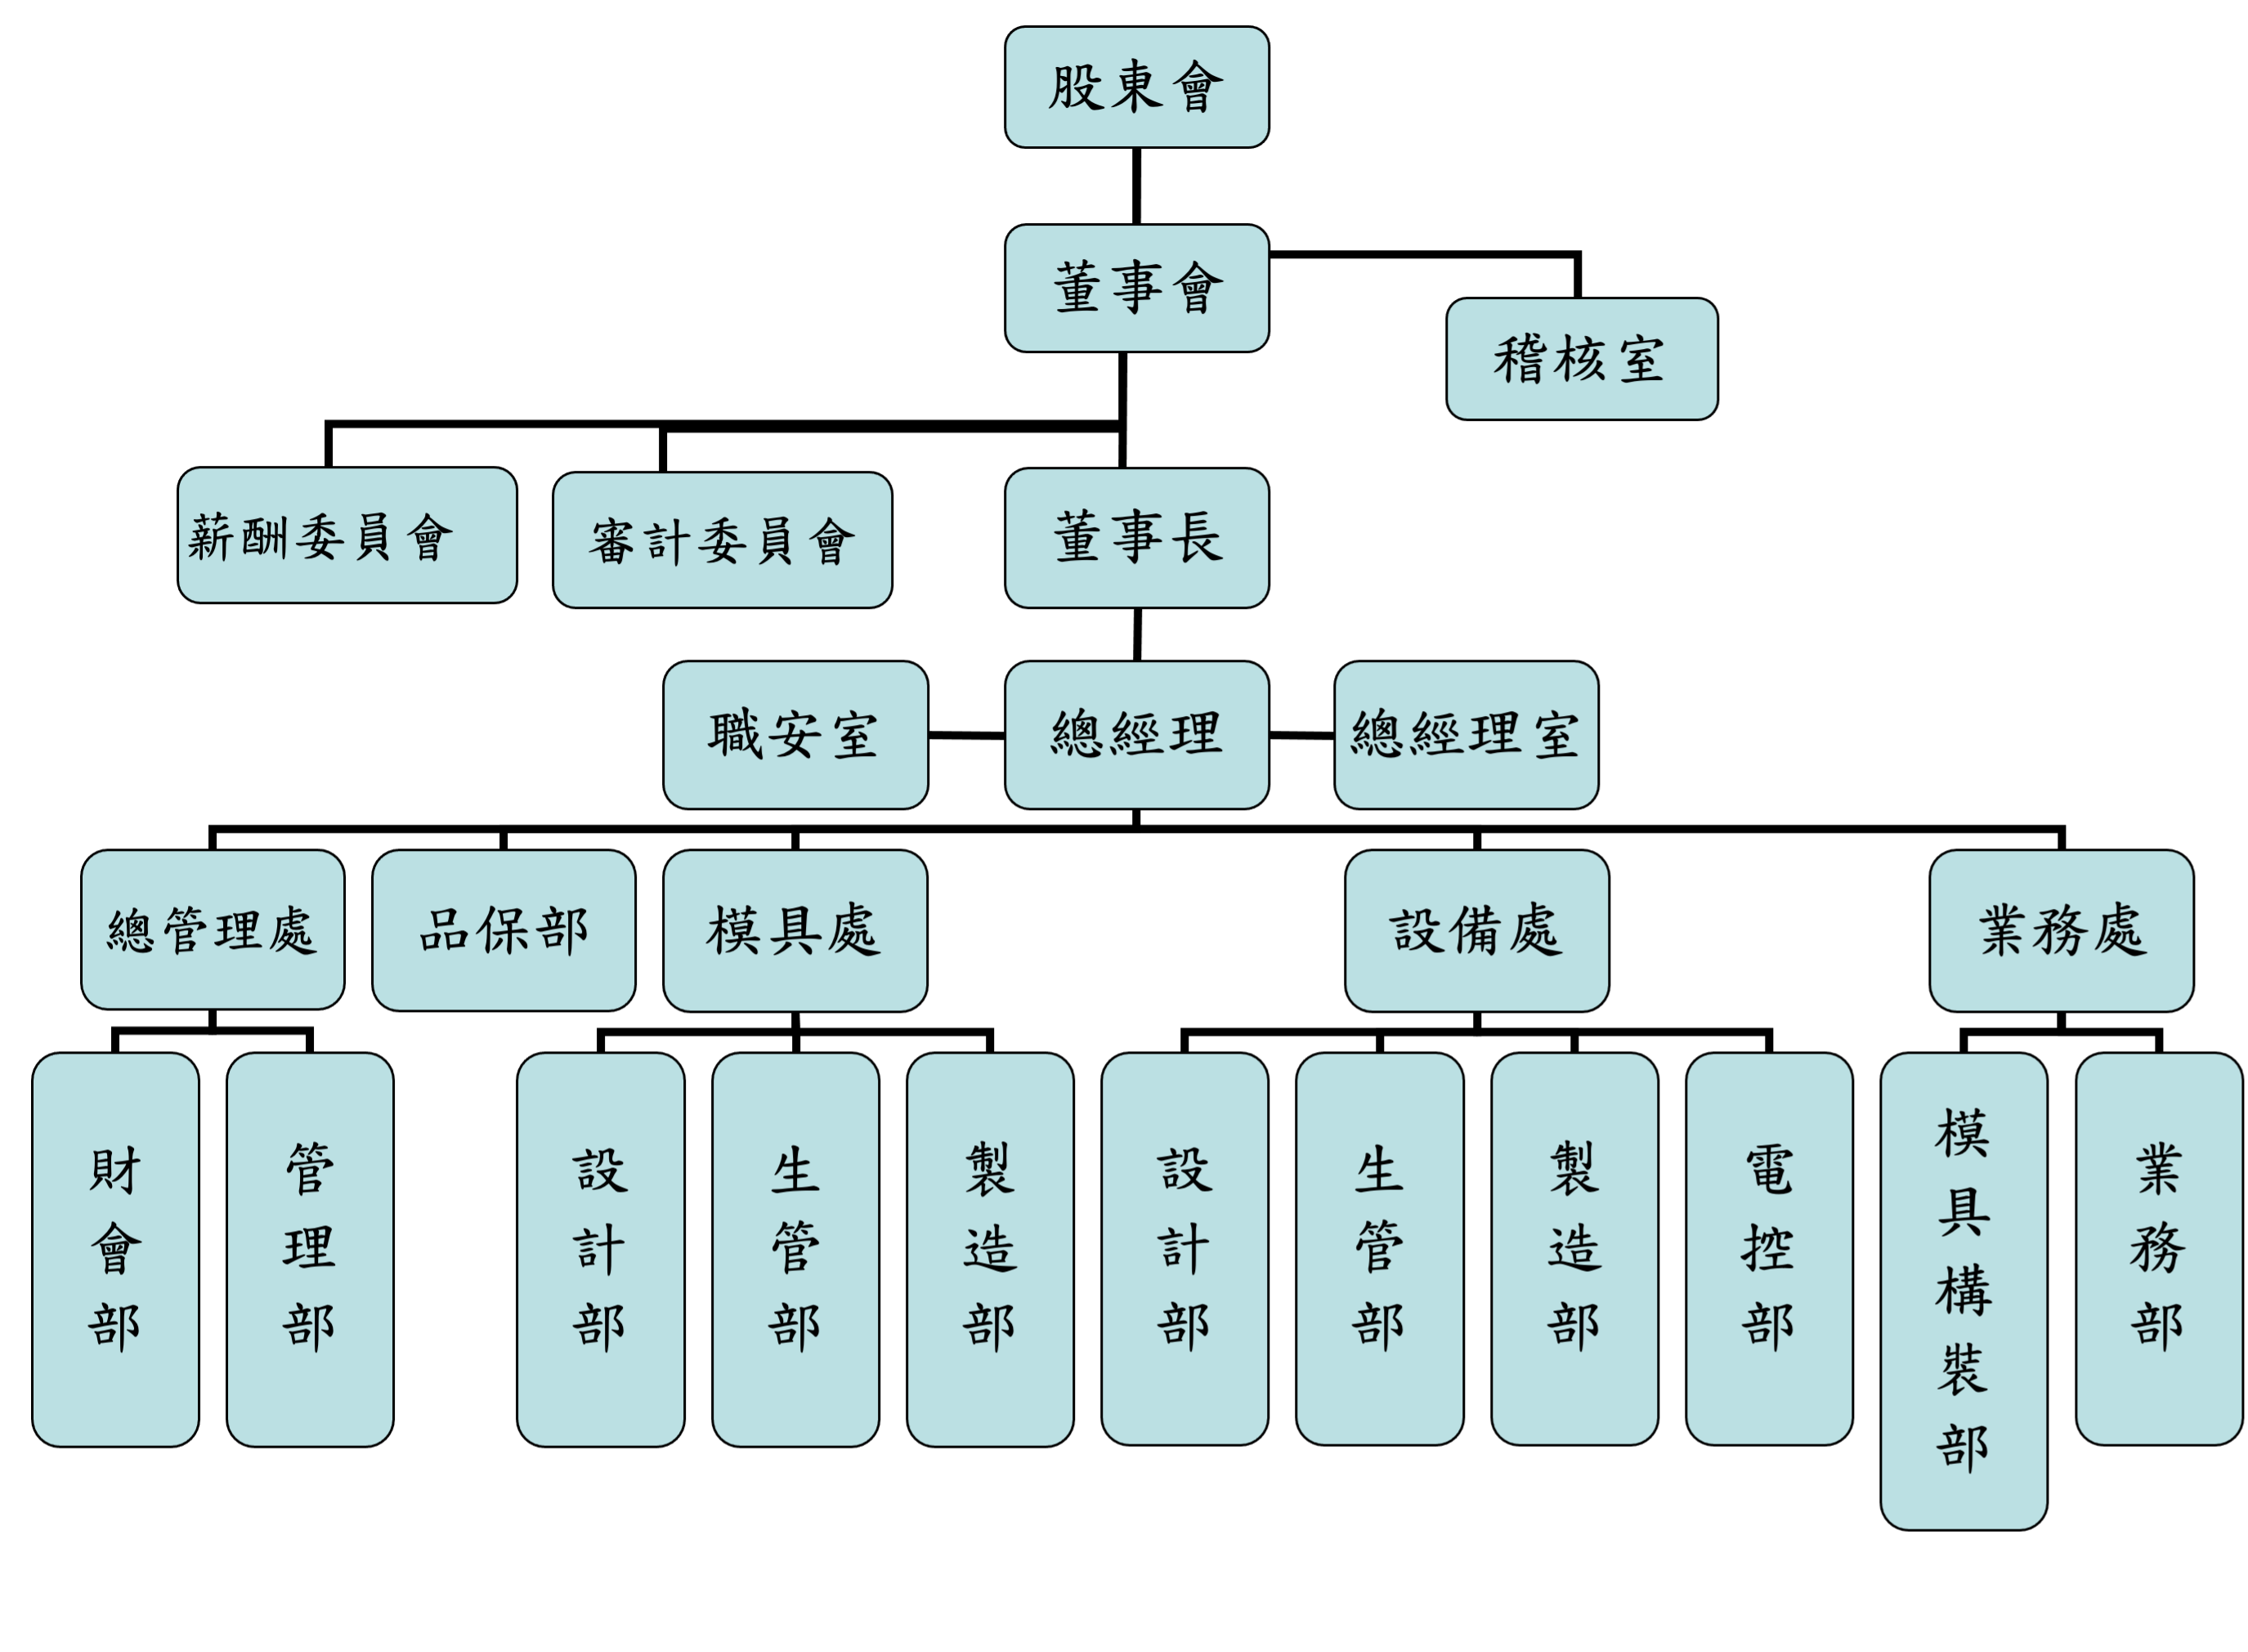 股東會
董事會
稽核室
薪酬委員會
審計委員會
董事長
職安室
總經理
總經理室
總管理處
品保部
模具處
設備處
業務處
財會部
管理部
設計部
生管部
製造部
設計部
生管部
製造部
電控部
模具構裝部
業務部